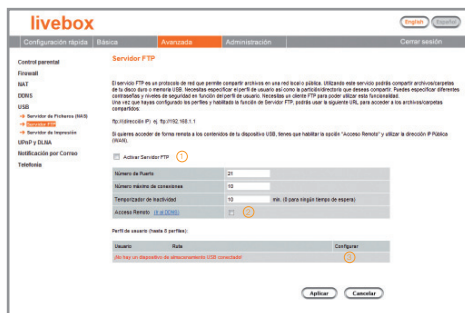 livebox
English Español
Configuración rápida Básica Avanzada Administración Cerrar sesión
Control parental
Firewall
NAT
DDNS
USB
Servidor de Ficheros (NAS)
Servidor FTP
Servidor de Impresión
UPnP y DLNA
Notificación por Correo
Telefonía
Servidor FTP
El servicio FTP es un protocolo de red que permite compartir archivos en una red local o pública. Utilizando este servicio podrás compartir archivos/carpetas
de tu disco duro o memoria USB. Necesitas especificar el perfil de usuario así como la partición/directorio que deseas compartir. Puedes especificar diferentes
contraseñas y niveles de seguridad en función del perfil de usuario. Necesitas un cliente FTP para poder utilizar esta funcionalidad.
Una vez que hayas configurado los perfiles y habilitado la función de Servidor FTP, podrás usar la siguiente URL para acceder a los archivos/carpetas
compartidos:
ftp://(dirección IP) ej. ftp://192.168.1.1
Si quieres acceder de forma remota a los contenidos de tu dispositivo USB, tienes que habilitar la opción "Acceso Remoto" y utilizar la dirección IP Pública
(WAN).
Activar Servidor FTP 1
Número de Puerto 21
Número máximo de conexiones 10
Temporizador de inactividad 10 min. (0 para ningún tiempo de espera)
Acceso Remoto (Ir al DDNS) 2
Perfil de usuario (hasta 8 perfiles):
Usuario Ruta Configurar
¡No hay un dispositivo de almacenamiento USB conectado! 3
Aplicar Cancelar